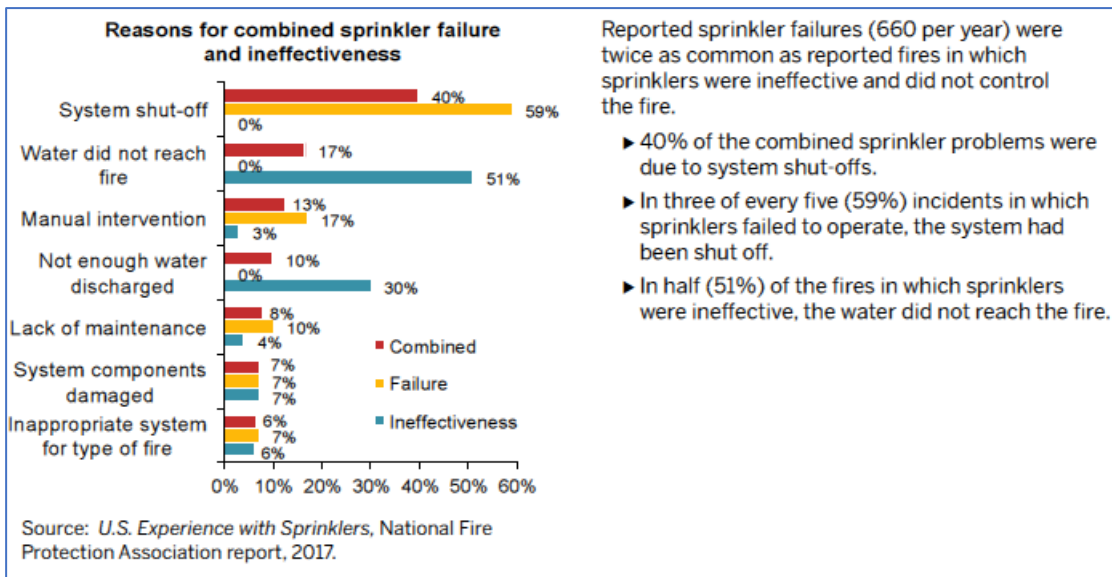 Reasons for combined sprinkler failure
and ineffectiveness
System shut-off
40%
59%
0%
Water did not reach
fire
17%
0%
51%
Manual intervention
13%
17%
3%
Not enough water
discharged
10%
0%
30%
Lack of maintenance
8%
10%
4%
System components
damaged
7%
7%
7%
Inappropriate system
for type of fire
6%
7%
6%
Combined
Failure
Ineffectiveness
0% 10% 20% 30% 40% 50% 60%
Source: U.S. Experience with Sprinklers, National Fire
Protection Association report, 2017.
Reported sprinkler failures (660 per year) were
twice as common as reported fires in which
sprinklers were ineffective and did not control
the fire.
▶ 40% of the combined sprinkler problems were
due to system shut-offs.
▶ In three of every five (59%) incidents in which
sprinklers failed to operate, the system had
been shut off.
▶ In half (51%) of the fires in which sprinklers
were ineffective, the water did not reach the fire.